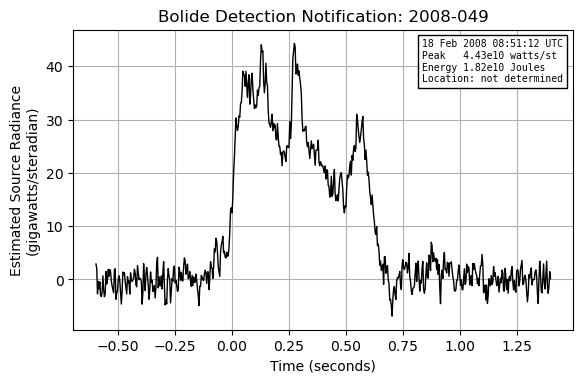 Bolide Detection Notification: 2008-049
18 Feb 2008 08:51:12 UTC
Peak   4.43e10 watts/st
Energy 1.82e10 Joules
Location: not determined
Estimated Source Radiance
(gigawatts/steradian)
40
30
20
10
0
−0.50 −0.25 0.00 0.25 0.50 0.75 1.00 1.25
Time (seconds)